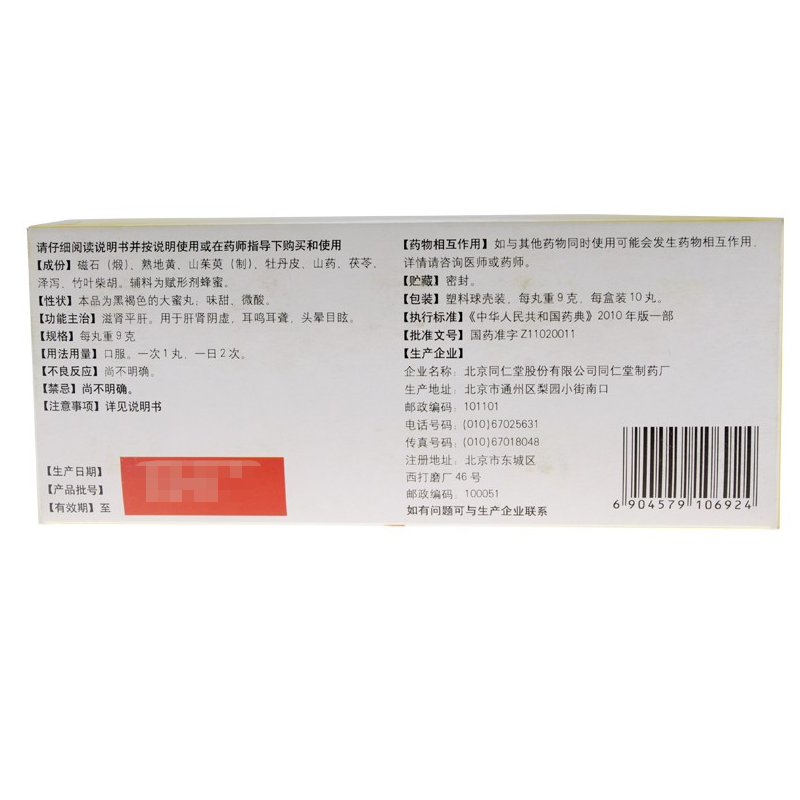 请仔细阅读说明书并按说明使用或在药师指导下购买和使用
【成份】磁石（煅）、熟地黄、山茱萸（制）、牡丹皮、山药、茯苓、
泽泻、竹叶柴胡。辅料为赋形剂蜂蜜。
【性状】本品为黑褐色的大蜜丸；味甜、微酸。
【功能主治】滋肾平肝。用于肝肾阴虚，耳鸣耳聋、头晕目眩。
【规格】每丸重9克
【用法用量】口服。一次1丸，一日2次。
【不良反应】尚不明确。
【禁忌】尚不明确。
【注意事项】详见说明书
【生产日期】
【产品批号】
【有效期】至
【药物相互作用】如与其他药物同时使用可能会发生药物相互作用，
详情请咨询医师或药师。
【贮藏】密封。
【包装】塑料球壳装，每丸重9克，每盒装10丸。
【执行标准】《中华人民共和国药典》2010年版一部
【批准文号】国药准字Z11020011
【生产企业】
企业名称：北京同仁堂股份有限公司同仁堂制药厂
生产地址：北京市通州区梨园小街南口
邮政编码：101101
电话号码：(010)67025631
传真号码：(010)67018048
注册地址：北京市东城区
西打磨厂46号
邮政编码：100051
如有问题可与生产企业联系
6 904579 106924